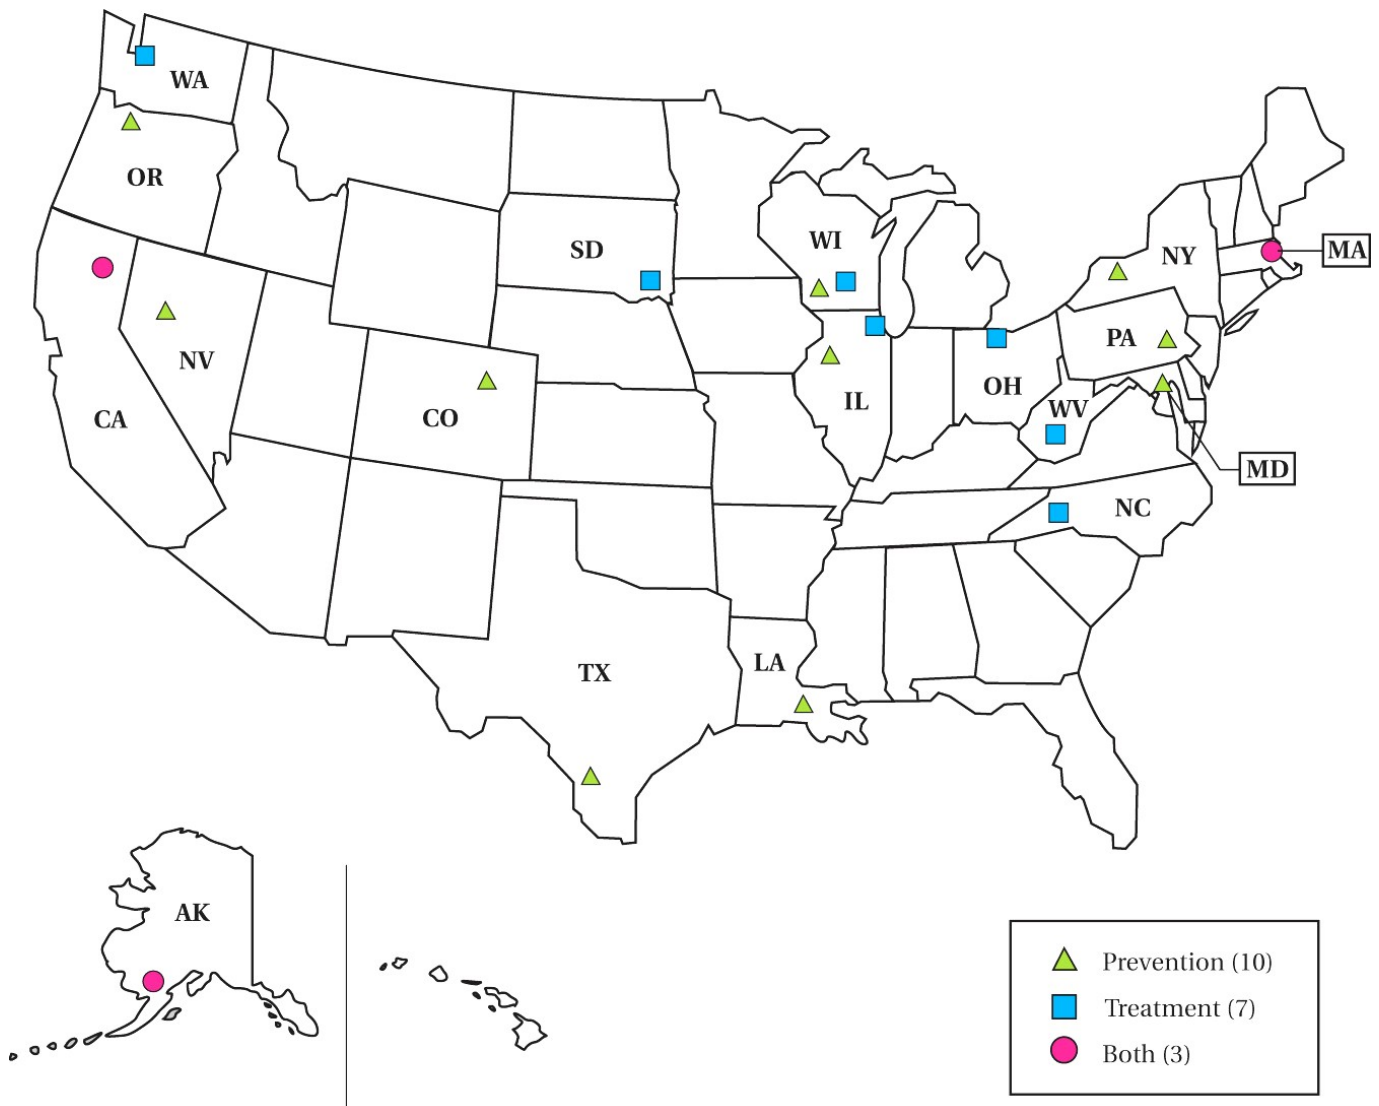 WA
OR
SD
WI
NY
MA
NV
PA
CO
IL
OH
CA
WV
MD
NC
TX
LA
AK
Prevention (10)
Treatment (7)
Both (3)